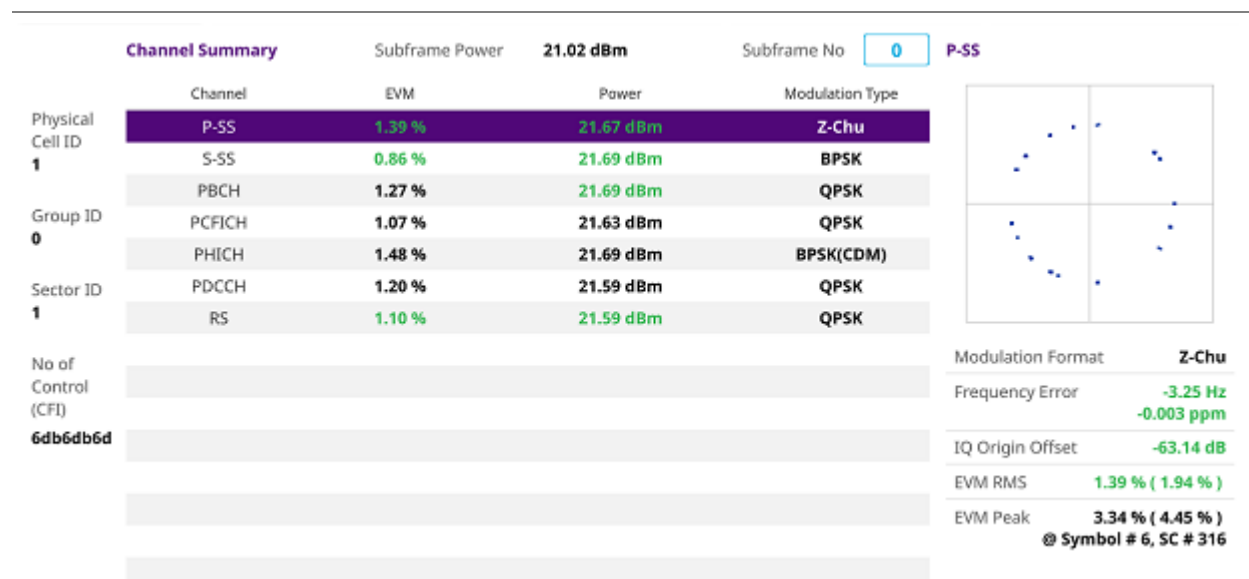 Channel Summary Subframe Power 21.02 dBm Subframe No 0 P-SS
Channel EVM Power Modulation Type
Physical
Cell ID
1
Group ID
0
Sector ID
1
No of
Control
(CFI)
6db6db6d
P-SS 1.39 % 21.67 dBm Z-Chu
S-SS 0.86 % 21.69 dBm BPSK
PBCH 1.27 % 21.69 dBm QPSK
PCFICH 1.07 % 21.63 dBm QPSK
PHICH 1.48 % 21.69 dBm BPSK(CDM)
PDCCH 1.20 % 21.59 dBm QPSK
RS 1.10 % 21.59 dBm QPSK
Modulation Format Z-Chu
Frequency Error -3.25 Hz
-0.003 ppm
IQ Origin Offset -63.14 dB
EVM RMS 1.39 % ( 1.94 % )
EVM Peak 3.34 % ( 4.45 % )
@ Symbol # 6, SC # 316